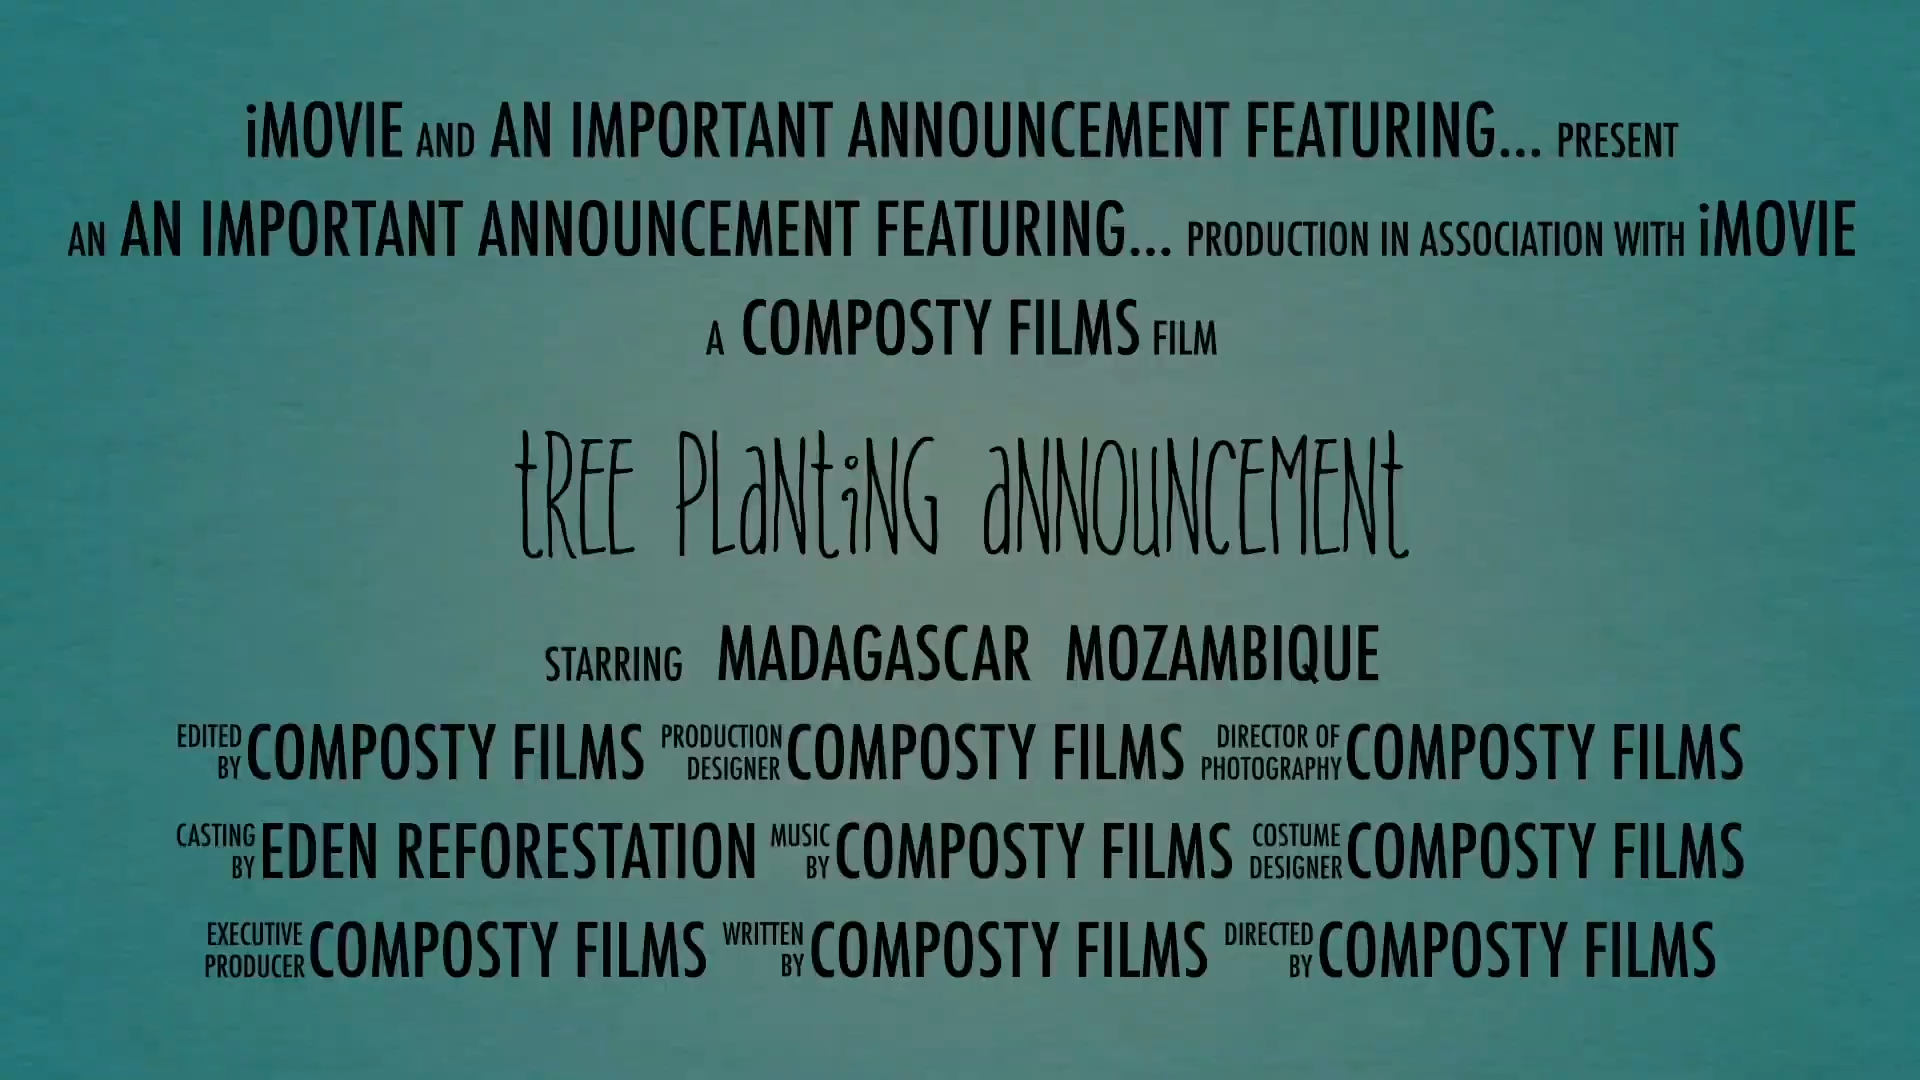 iMOVIE AND AN IMPORTANT ANNOUNCEMENT FEATURING... PRESENT
AN AN IMPORTANT ANNOUNCEMENT FEATURING... PRODUCTION IN ASSOCIATION WITH iMOVIE
A COMPOSTY FILMS FILM
tREE PLaNtiNG aNNOuNCEMENt
STARRING MADAGASCAR MOZAMBIQUE
EDITED BY COMPOSTY FILMS PRODUCTION DESIGNER COMPOSTY FILMS DIRECTOR OF PHOTOGRAPHY COMPOSTY FILMS
CASTING BY EDEN REFORESTATION MUSIC BY COMPOSTY FILMS COSTUME DESIGNER COMPOSTY FILMS
EXECUTIVE PRODUCER COMPOSTY FILMS WRITTEN BY COMPOSTY FILMS DIRECTED BY COMPOSTY FILMS